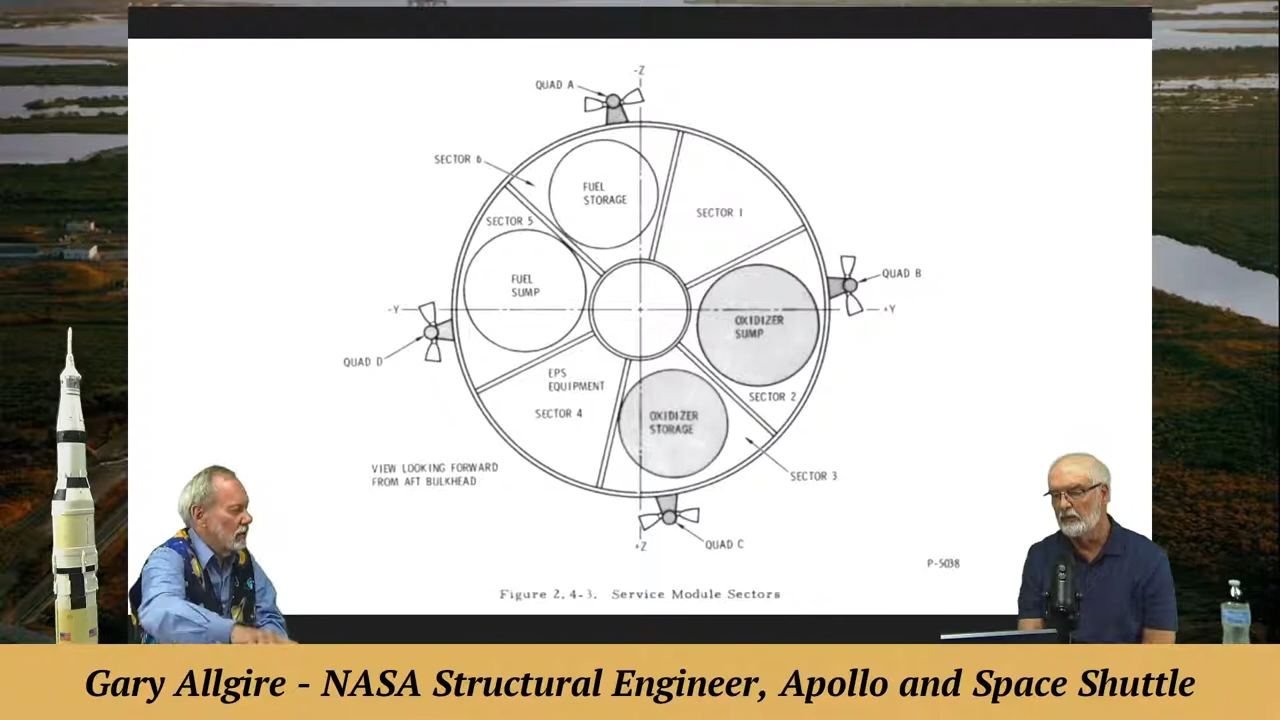 -Z
QUAD A
SECTOR 6
FUEL
STORAGE
SECTOR 5
SECTOR 1
FUEL
SUMP
QUAD B
-Y
+Y
OXIDIZER
SUMP
QUAD D
EPS
EQUIPMENT
SECTOR 4
SECTOR 2
OXIDIZER
STORAGE
VIEW LOOKING FORWARD
FROM AFT BULKHEAD
SECTOR 3
+Z
QUAD C
P-5038
Figure 2.4-3. Service Module Sectors
Gary Allgire - NASA Structural Engineer, Apollo and Space Shuttle